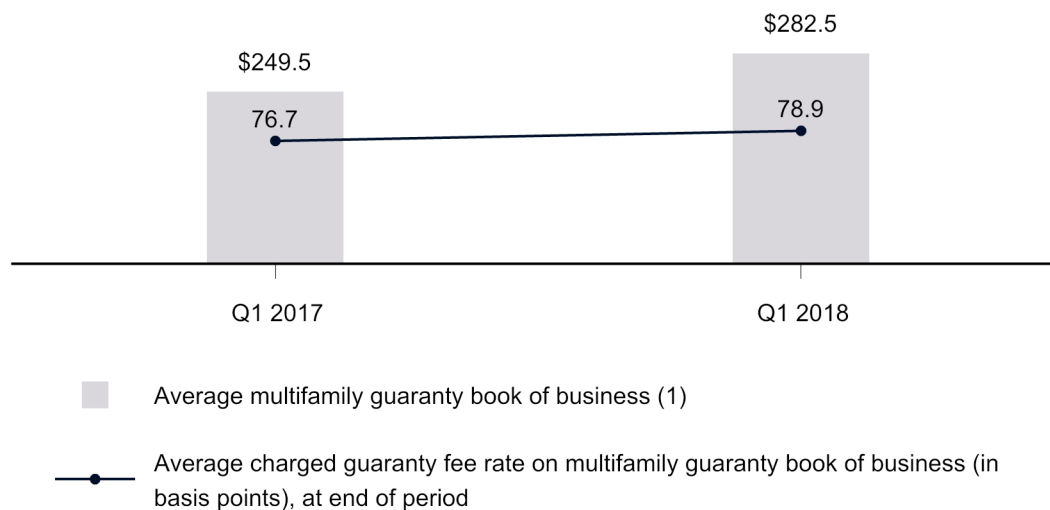 $282.5
$249.5
78.9
76.7
Q1 2017
Q1 2018
Average multifamily guaranty book of business (1)
Average charged guaranty fee rate on multifamily guaranty book of business (in
basis points), at end of period